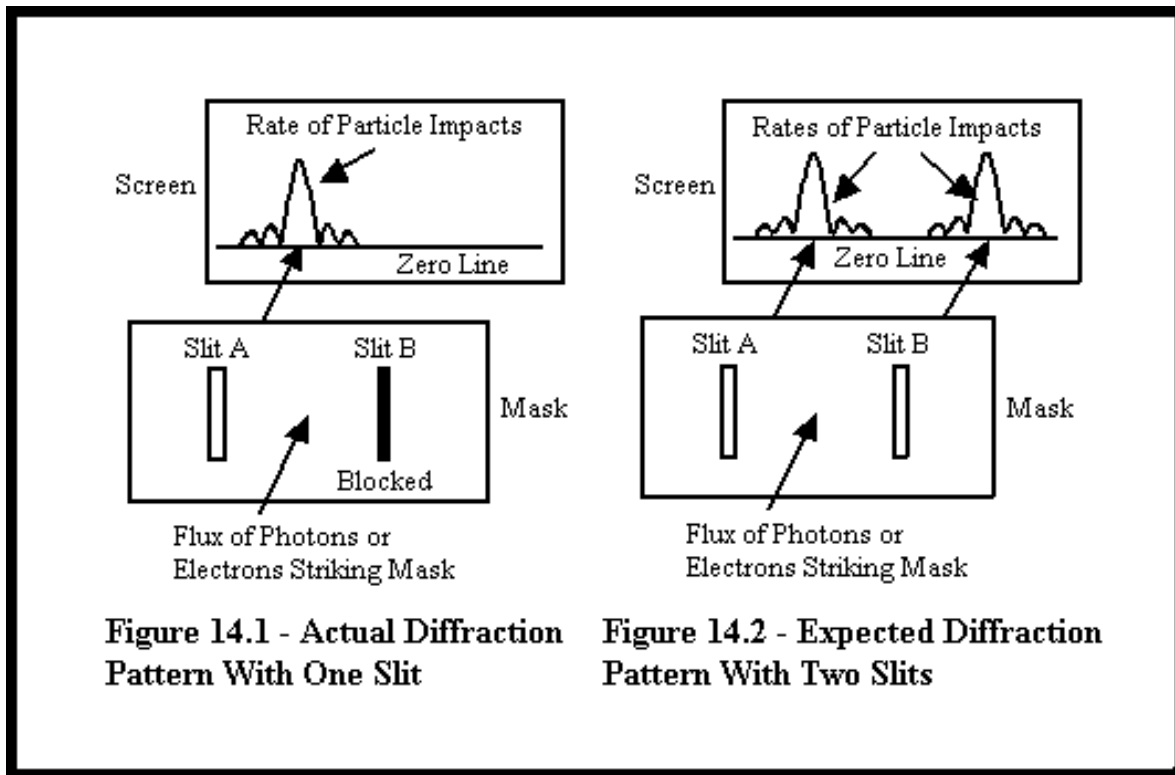 Rate of Particle Impacts
Screen
Zero Line
Slit A
Slit B
Mask
Blocked
Flux of Photons or
Electrons Striking Mask
Figure 14.1 - Actual Diffraction
Pattern With One Slit
Rates of Particle Impacts
Screen
Zero Line
Slit A
Slit B
Mask
Flux of Photons or
Electrons Striking Mask
Figure 14.2 - Expected Diffraction
Pattern With Two Slits